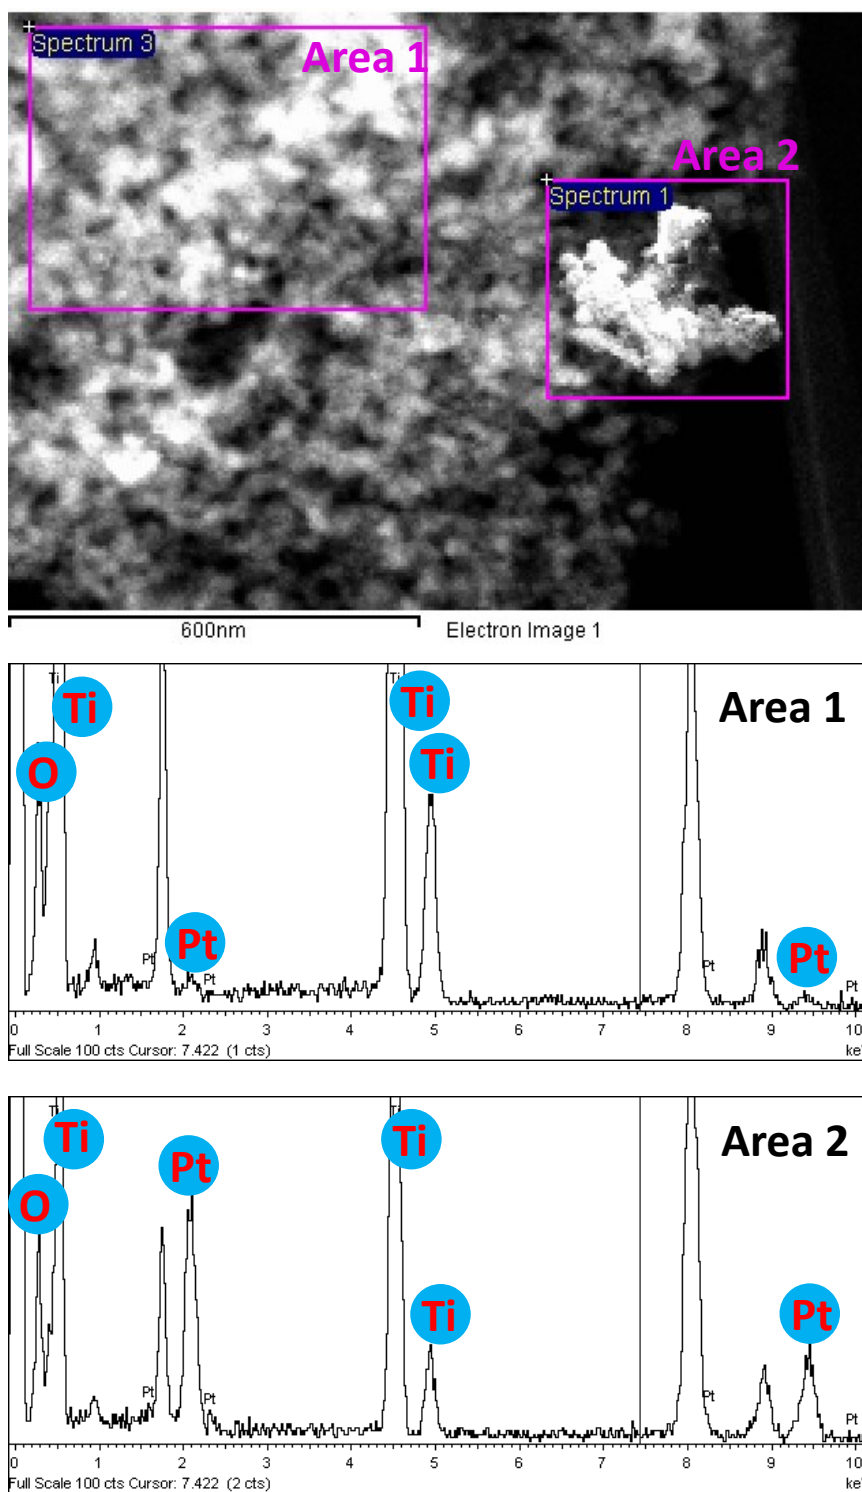 Spectrum 3
Area 1
Area 2
Spectrum 1
600nm
Electron Image 1
Ti
Ti
Ti
Ti
Ti
O
Area 1
Pt
Pt
Pt
Pt
Pt
Pt
0 1 2 3 4 5 6 7 8 9 10
Full Scale 100 cts Cursor: 7.422 (1 cts)
ke
Ti
Ti
Ti
Ti
Ti
O
Pt
Area 2
Pt
Pt
Pt
Pt
Pt
0 1 2 3 4 5 6 7 8 9 10
Full Scale 100 cts Cursor: 7.422 (2 cts)
ke